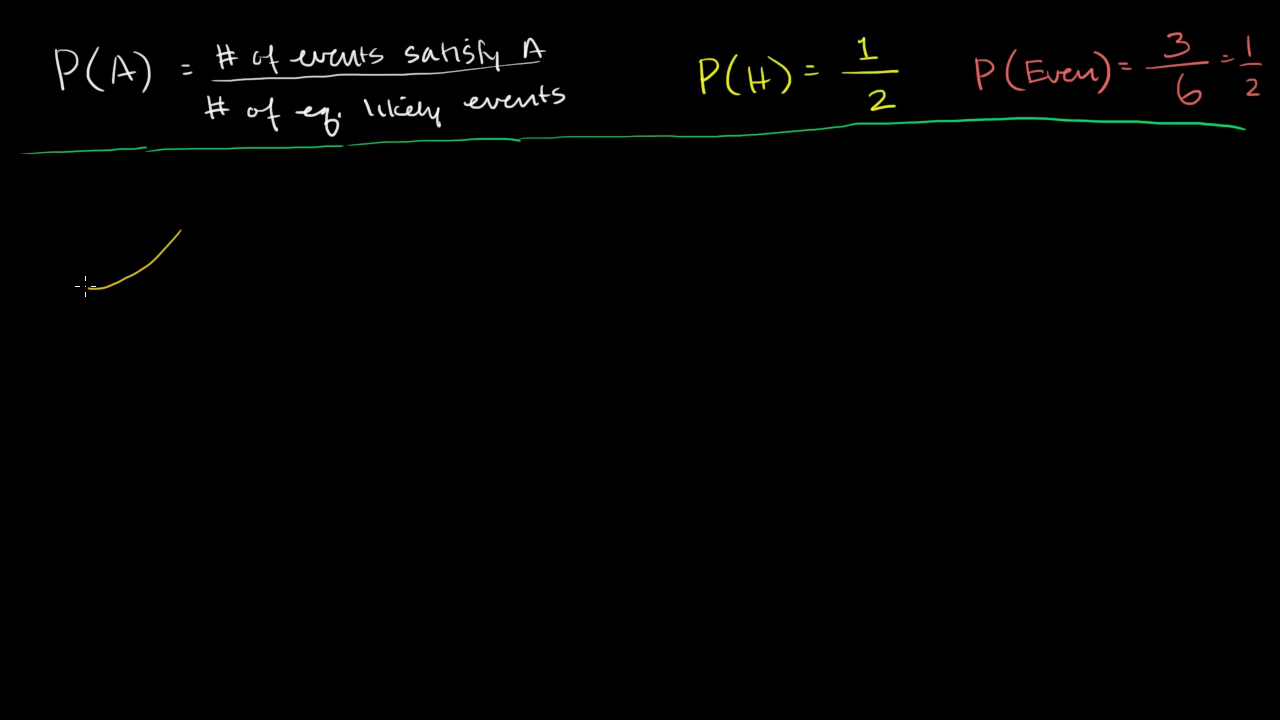 P(A) = # of events satisfy A / # of eq. likely events
P(H) = 1/2
P(Even) = 3/6 = 1/2